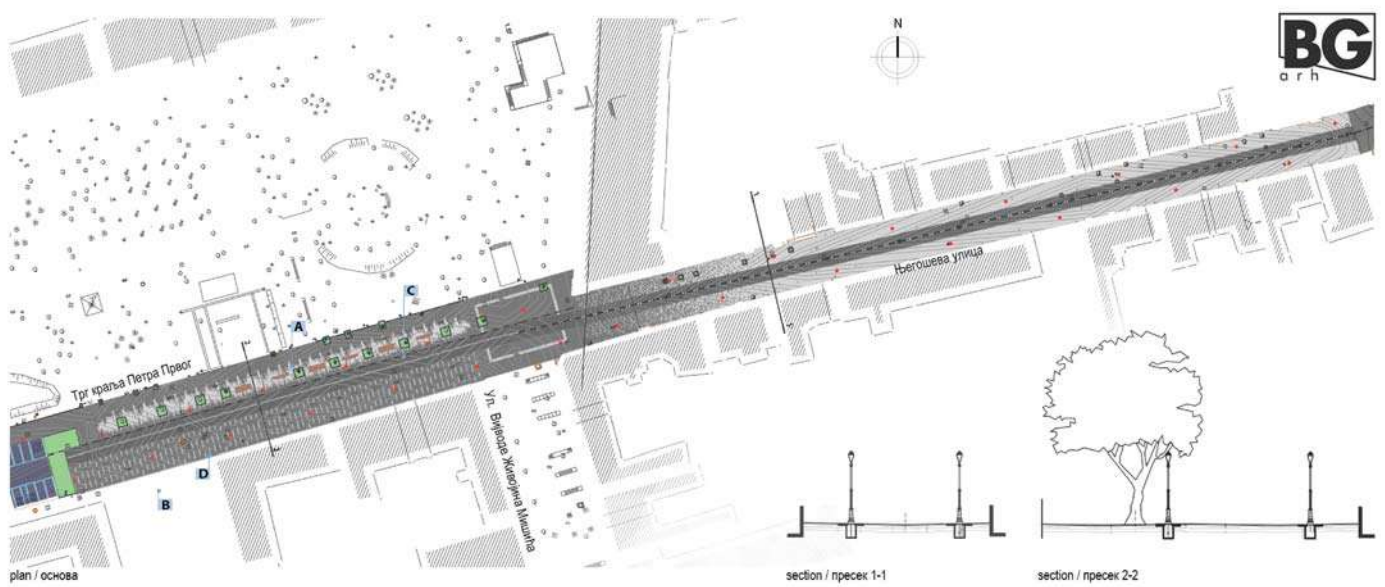 N
BG
arh
C
A
Његошева улица
Трг краља Петра Првог
D
B
Ул. Вијводе Живојина Мишића
plan / основа
section / пресек 1-1
section / пресек 2-2